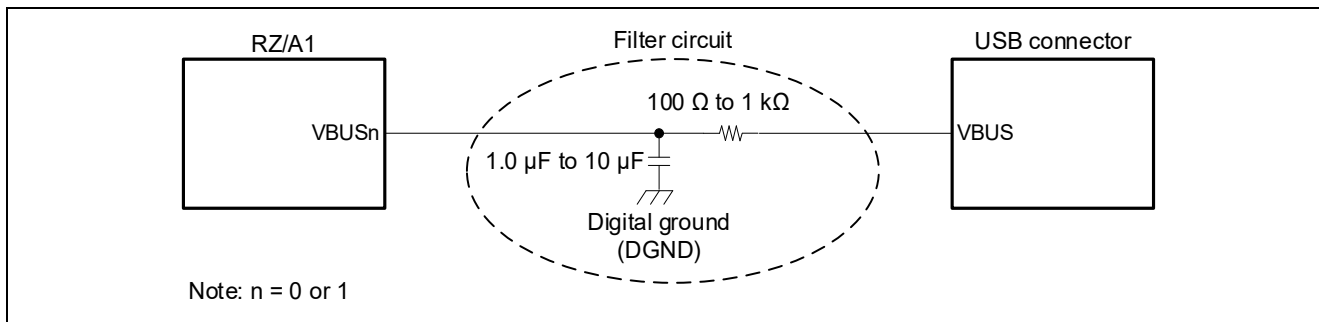 RZ/A1
Filter circuit
USB connector
100 Ω to 1 kΩ
VBUSn
VBUS
1.0 µF to 10 µF
Digital ground
(DGND)
Note: n = 0 or 1